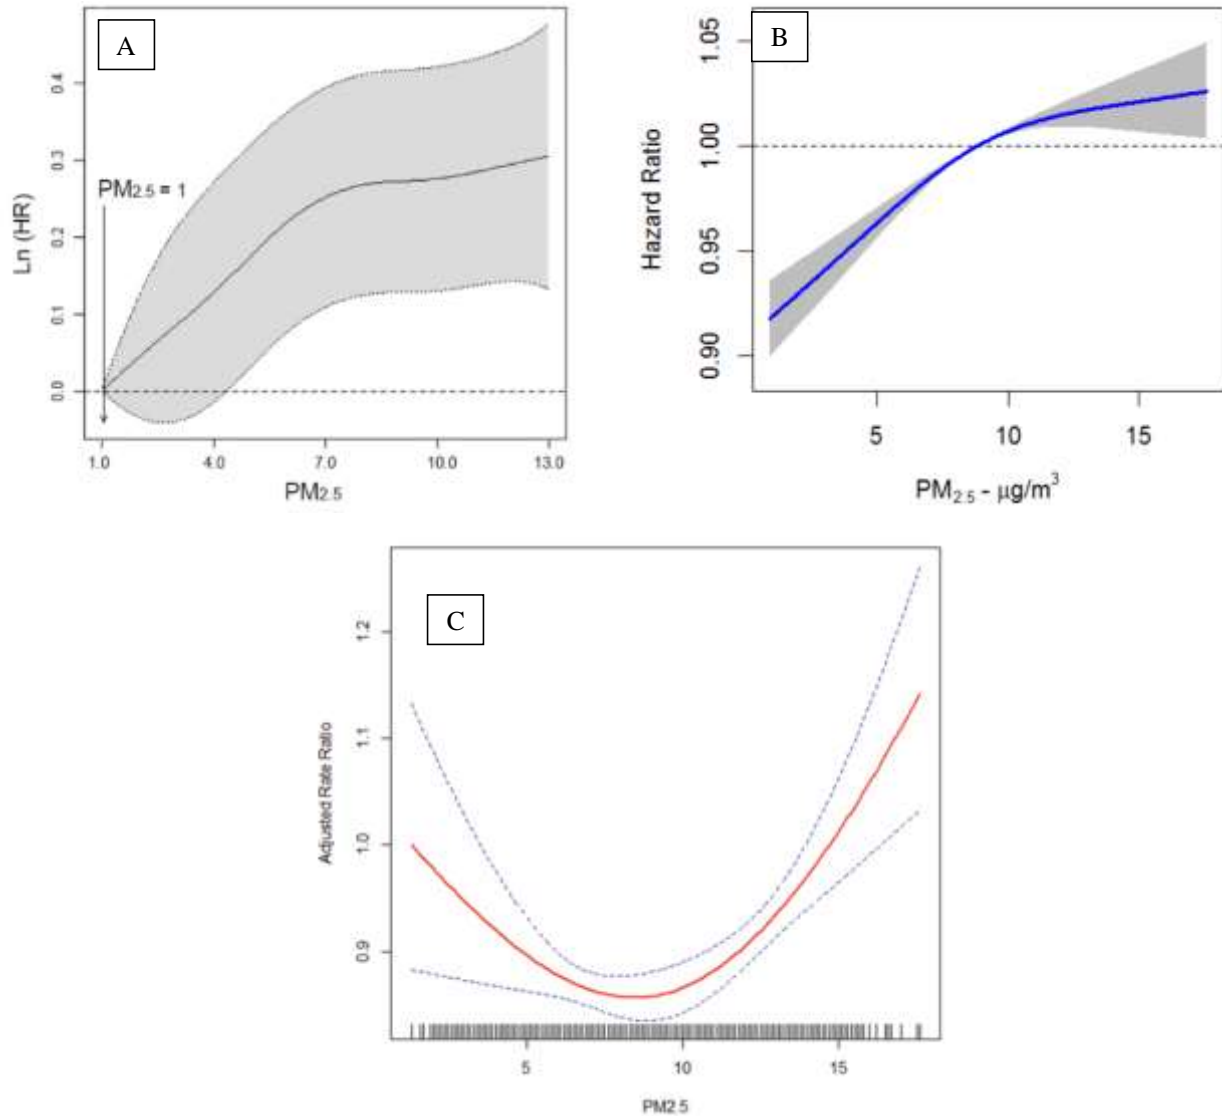 A
Ln (HR)
0.4
0.3
0.2
0.1
0.0
PM2.5 = 1
1.0 4.0 7.0 10.0 13.0
PM2.5
B
Hazard Ratio
1.05
1.00
0.95
0.90
5 10 15
PM2.5 - μg/m³
C
Adjusted Rate Ratio
1.2
1.1
1.0
0.9
5 10 15
PM2.5